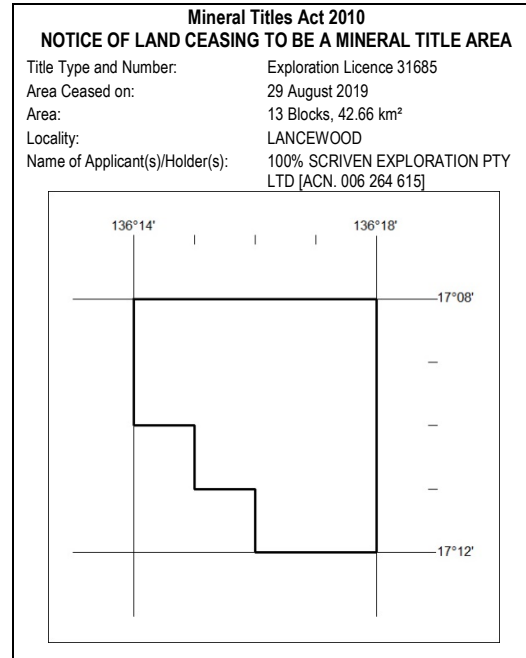 Mineral Titles Act 2010
NOTICE OF LAND CEASING TO BE A MINERAL TITLE AREA
Title Type and Number: Exploration Licence 31685
Area Ceased on: 29 August 2019
Area: 13 Blocks, 42.66 km²
Locality: LANCEWOOD
Name of Applicant(s)/Holder(s): 100% SCRIVEN EXPLORATION PTY
LTD [ACN. 006 264 615]
136°14' 136°18'
17°08'
17°12'